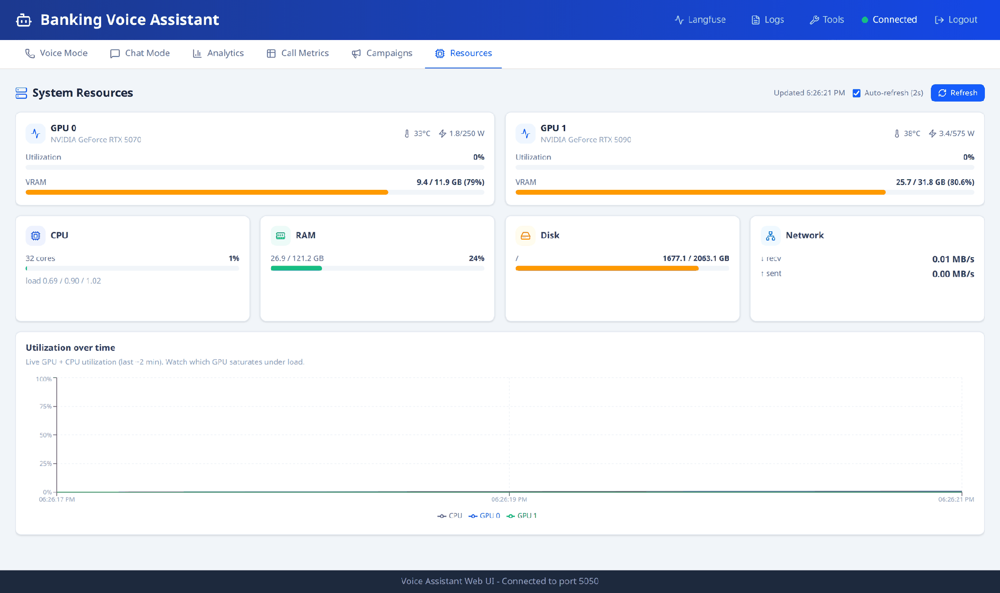 Banking Voice Assistant
Langfuse
Logs
Tools
Connected
Logout
Voice Mode
Chat Mode
Analytics
Call Metrics
Campaigns
Resources
System Resources
Updated 6:26:21 PM
Auto-refresh (2s)
Refresh
GPU 0
NVIDIA GeForce RTX 5070
33°C
1.8/250 W
Utilization
0%
VRAM
9.4 / 11.9 GB (79%)
GPU 1
NVIDIA GeForce RTX 5090
38°C
3.4/575 W
Utilization
0%
VRAM
25.7 / 31.8 GB (80.6%)
CPU
32 cores
1%
load 0.69 / 0.90 / 1.02
RAM
26.9 / 121.2 GB
24%
Disk
/
1677.1 / 2063.1 GB
Network
↓ recv
0.01 MB/s
↑ sent
0.00 MB/s
Utilization over time
Live GPU + CPU utilization (last ~2 min). Watch which GPU saturates under load.
100%
75%
50%
25%
0%
06:26:17 PM
06:26:19 PM
06:26:21 PM
CPU
GPU 0
GPU 1
Voice Assistant Web UI - Connected to port 5050